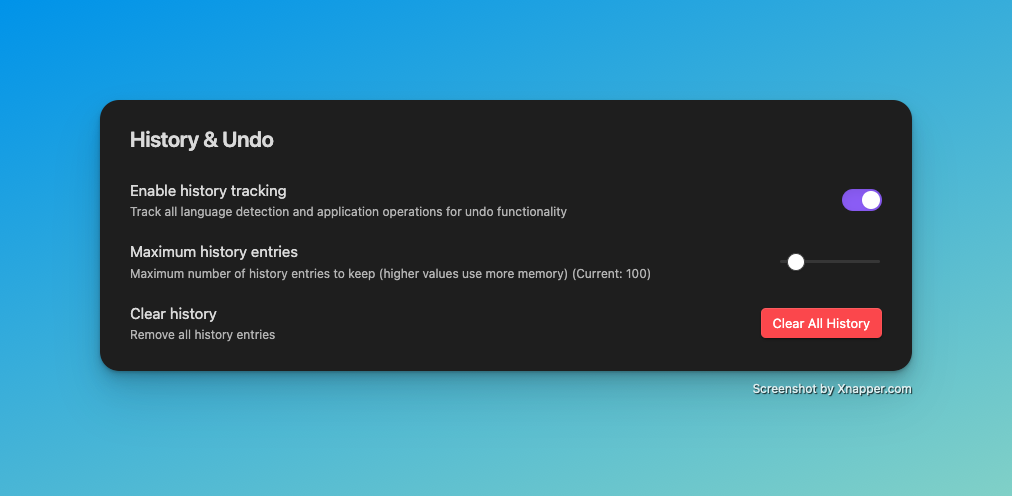 History & Undo
Enable history tracking
Track all language detection and application operations for undo functionality
Maximum history entries
Maximum number of history entries to keep (higher values use more memory) (Current: 100)
Clear history
Remove all history entries
Clear All History
Screenshot by Xnapper.com